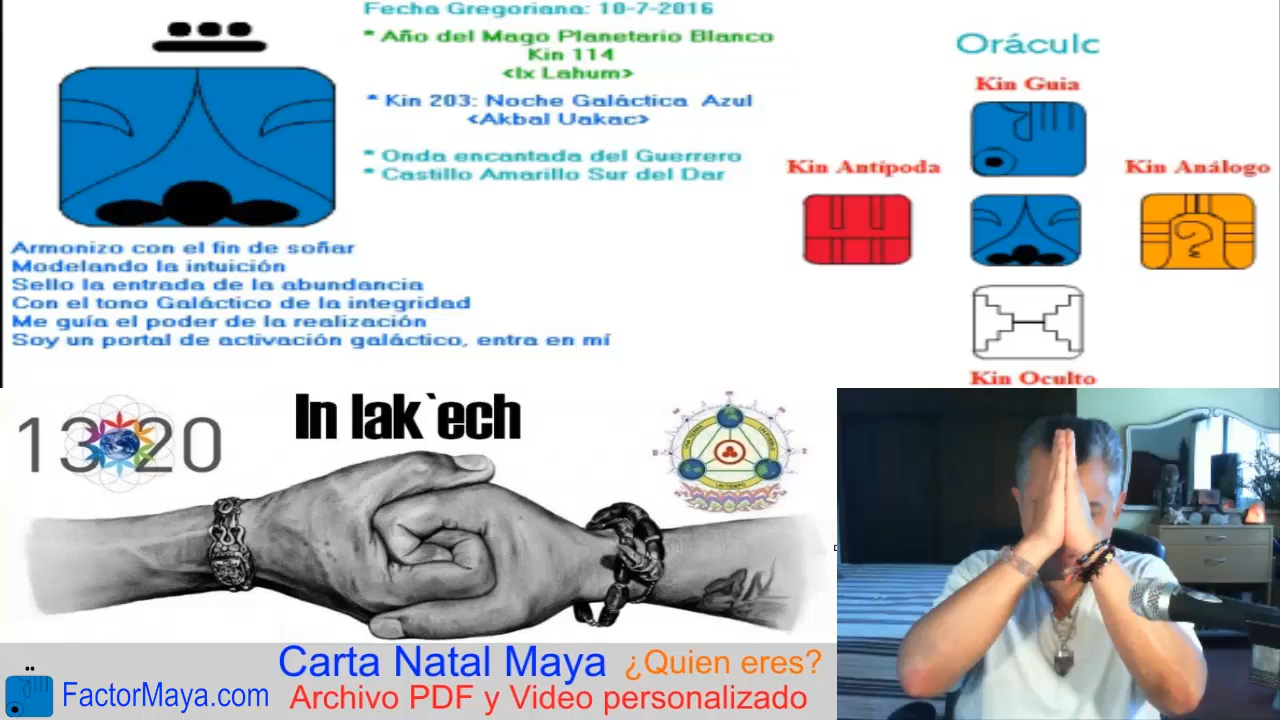 Fecha Gregoriana: 10-7-2016
* Año del Mago Planetario Blanco
Kin 114
<Ix Lahum>
* Kin 203: Noche Galáctica Azul
<Akbal Uakac>
* Onda encantada del Guerrero
* Castillo Amarillo Sur del Dar
Armonizo con el fin de soñar
Modelando la intuición
Sello la entrada de la abundancia
Con el tono Galáctico de la integridad
Me guía el poder de la realización
Soy un portal de activación galáctico, entra en mí
Oráculc
Kin Guia
Kin Antípoda
Kin Análogo
Kin Oculto
13 20
In lak`ech
Carta Natal Maya ¿Quien eres?
FactorMaya.com
Archivo PDF y Video personalizado